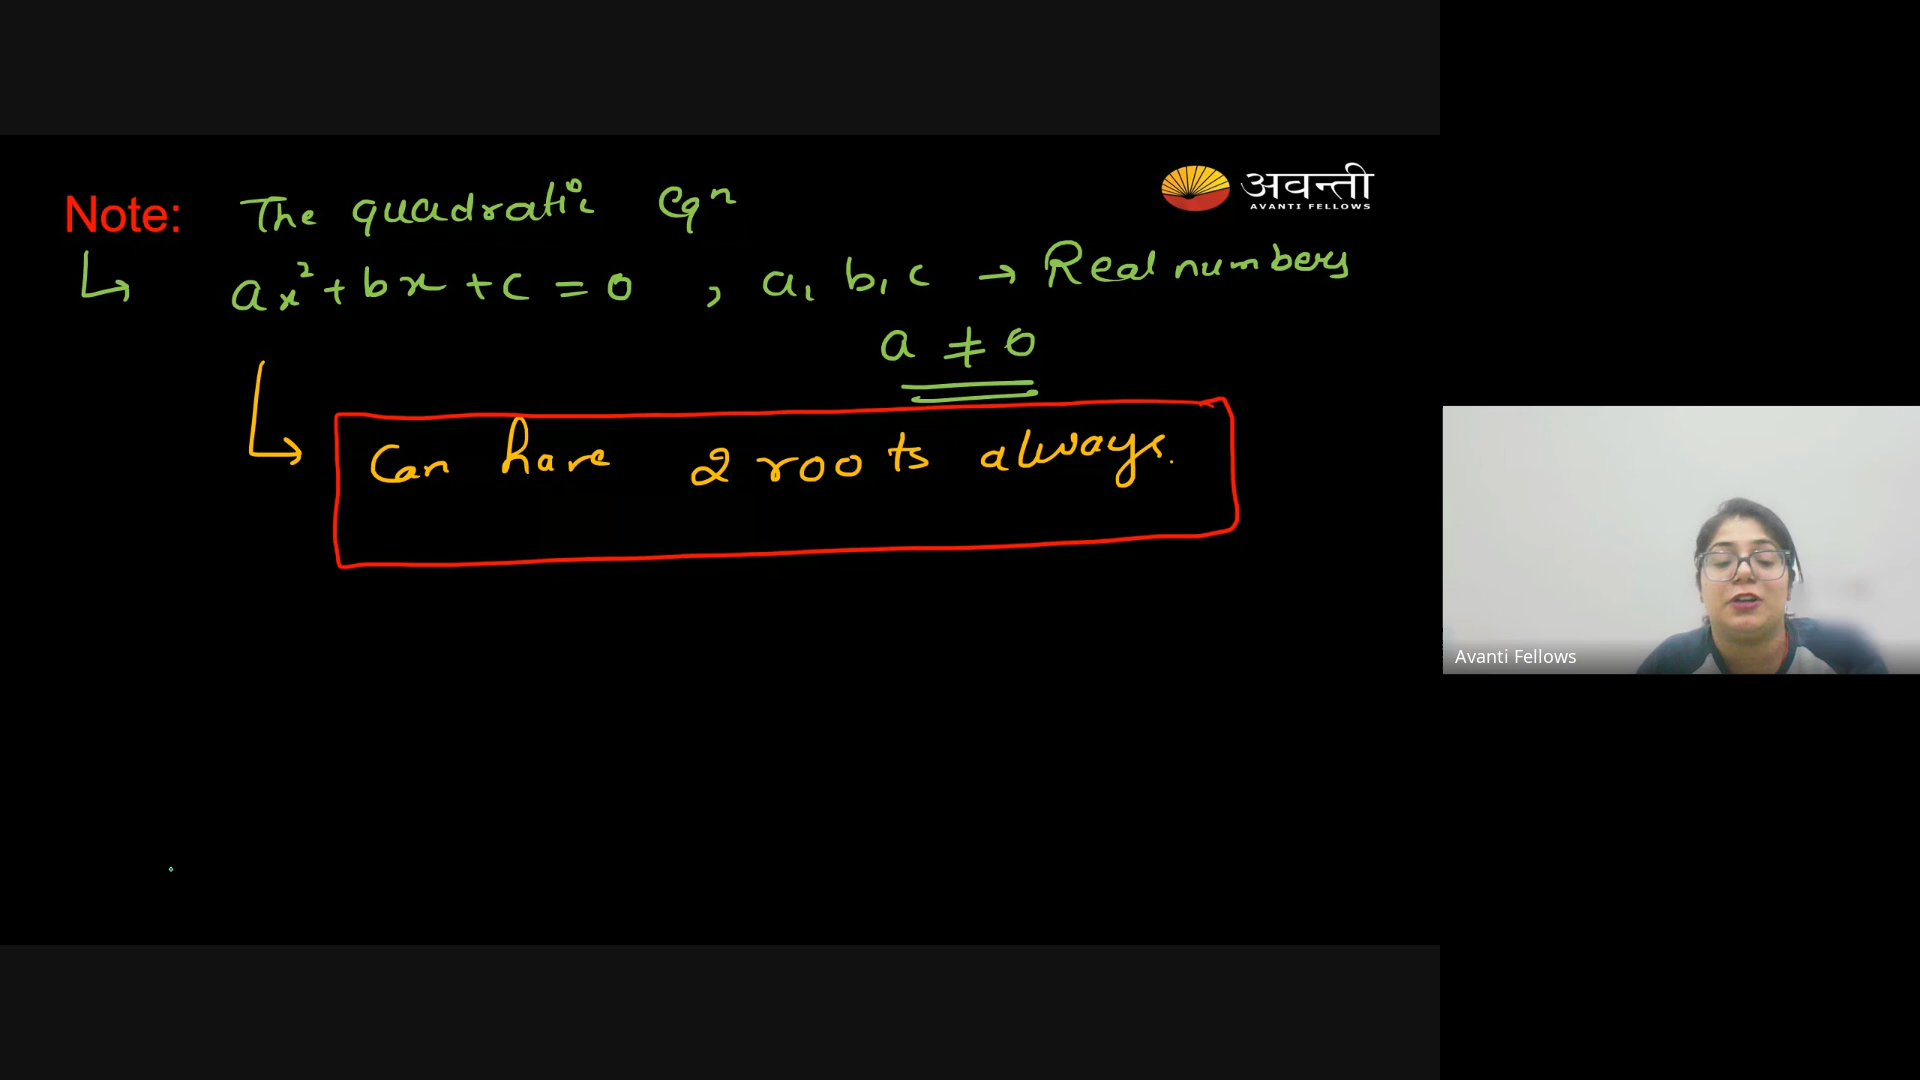 Note: The quadratic Eqn
अवन्ती
AVANTI FELLOWS
↳ ax²+bx+c=0 , a, b, c → Real numbers
a ≠ 0
↳ Can have 2 roots always.
Avanti Fellows